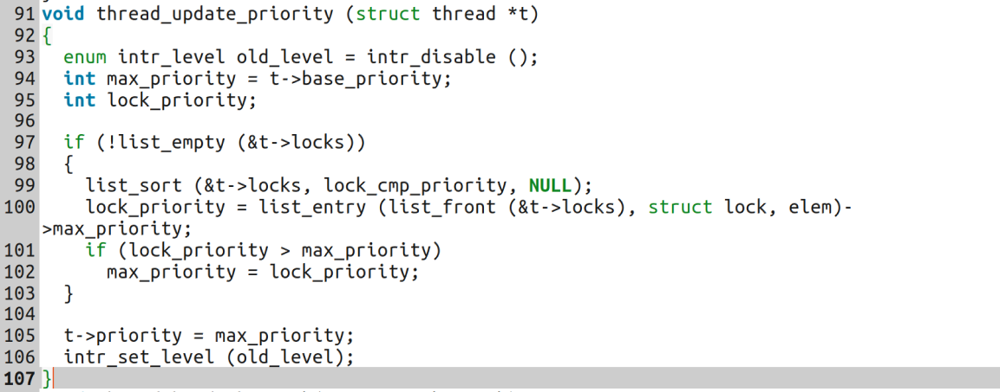 91 void thread_update_priority (struct thread *t)
92 {
93   enum intr_level old_level = intr_disable ();
94   int max_priority = t->base_priority;
95   int lock_priority;
96
97   if (!list_empty (&t->locks))
98   {
99     list_sort (&t->locks, lock_cmp_priority, NULL);
100     lock_priority = list_entry (list_front (&t->locks), struct lock, elem)-
>max_priority;
101     if (lock_priority > max_priority)
102       max_priority = lock_priority;
103   }
104
105   t->priority = max_priority;
106   intr_set_level (old_level);
107 }